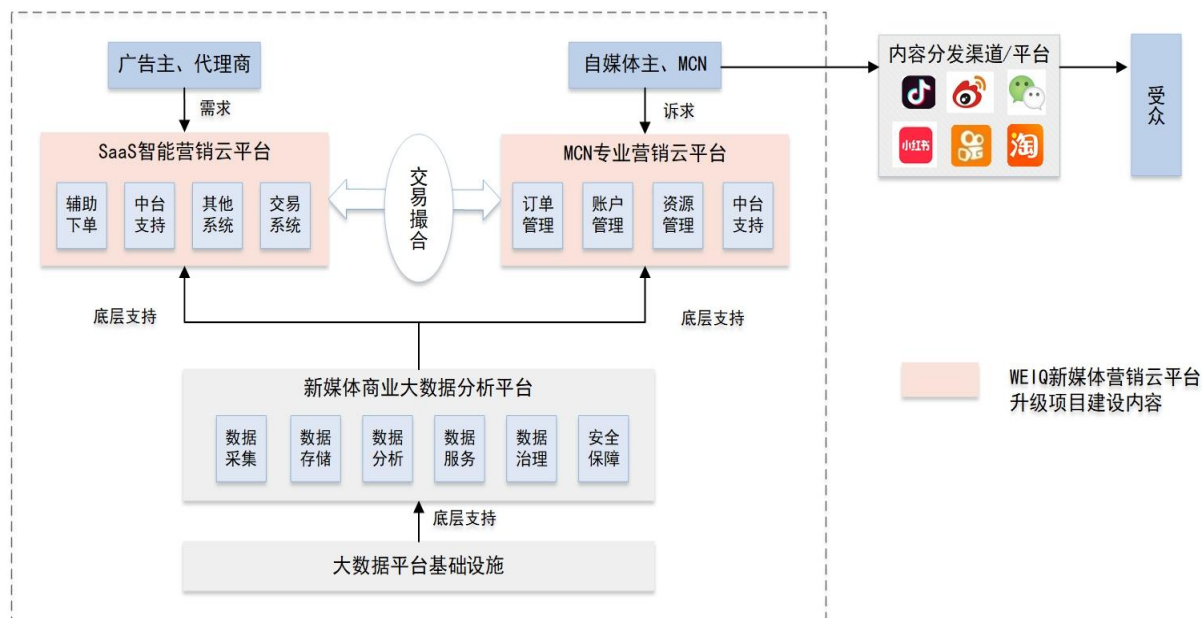 广告主、代理商
自媒体主、MCN
内容分发渠道/平台
小红书
淘
受
众
需求
诉求
SaaS智能营销云平台
辅助
下单
中台
支持
其他
系统
交易
系统
交
易
撮
合
MCN专业营销云平台
订单
管理
账户
管理
资源
管理
中台
支持
底层支持
底层支持
新媒体商业大数据分析平台
数据
采集
数据
存储
数据
分析
数据
服务
数据
治理
安全
保障
底层支持
大数据平台基础设施
WEIQ新媒体营销云平台
升级项目建设内容